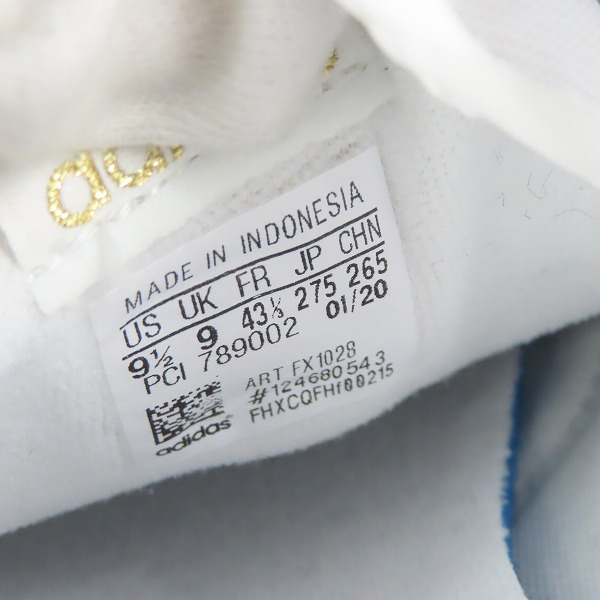 MADE IN INDONESIA
US UK FR JP CHN
9½ 9 43⅓ 275 265
PCI 789002 01/20
ART FX1028
#124680543
FHXCQFHf00215
adidas